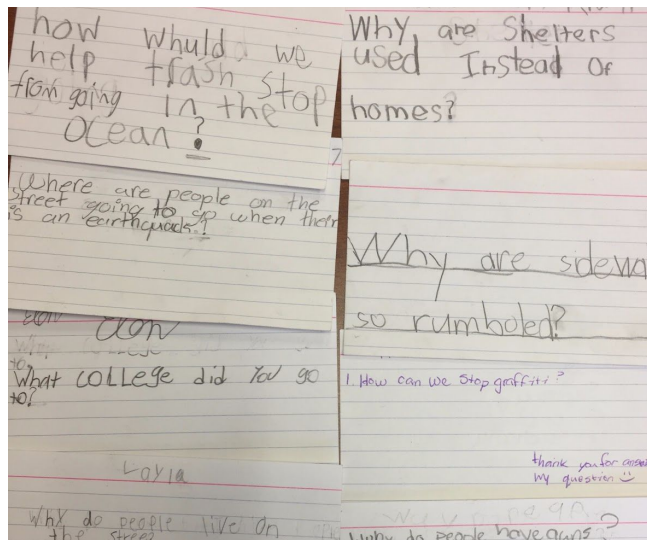 how whuld we
help trash stop
from going in the
Ocean?
Where are people on the
street going to go when their
is an earthquads?
What COLLege did You go
to?
Layla
Why do people live on
the street
Why are Shelters
used Instead Of
homes?
Why are sidewa
so rumboled?
1. How can we stop graffiti?
thank you for answe
my question
Why do people have guns?